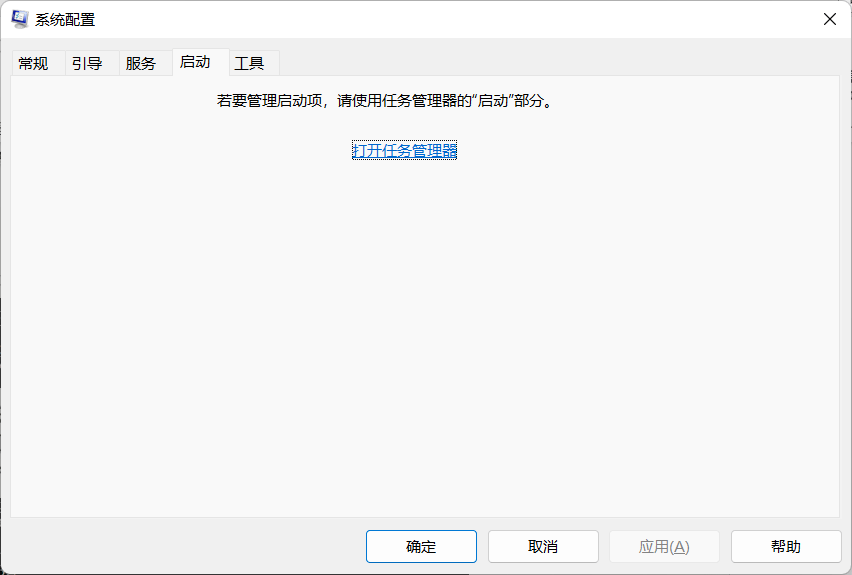 系统配置
常规 引导 服务 启动 工具
若要管理启动项，请使用任务管理器的“启动”部分。
打开任务管理器
确定 取消 应用(A) 帮助